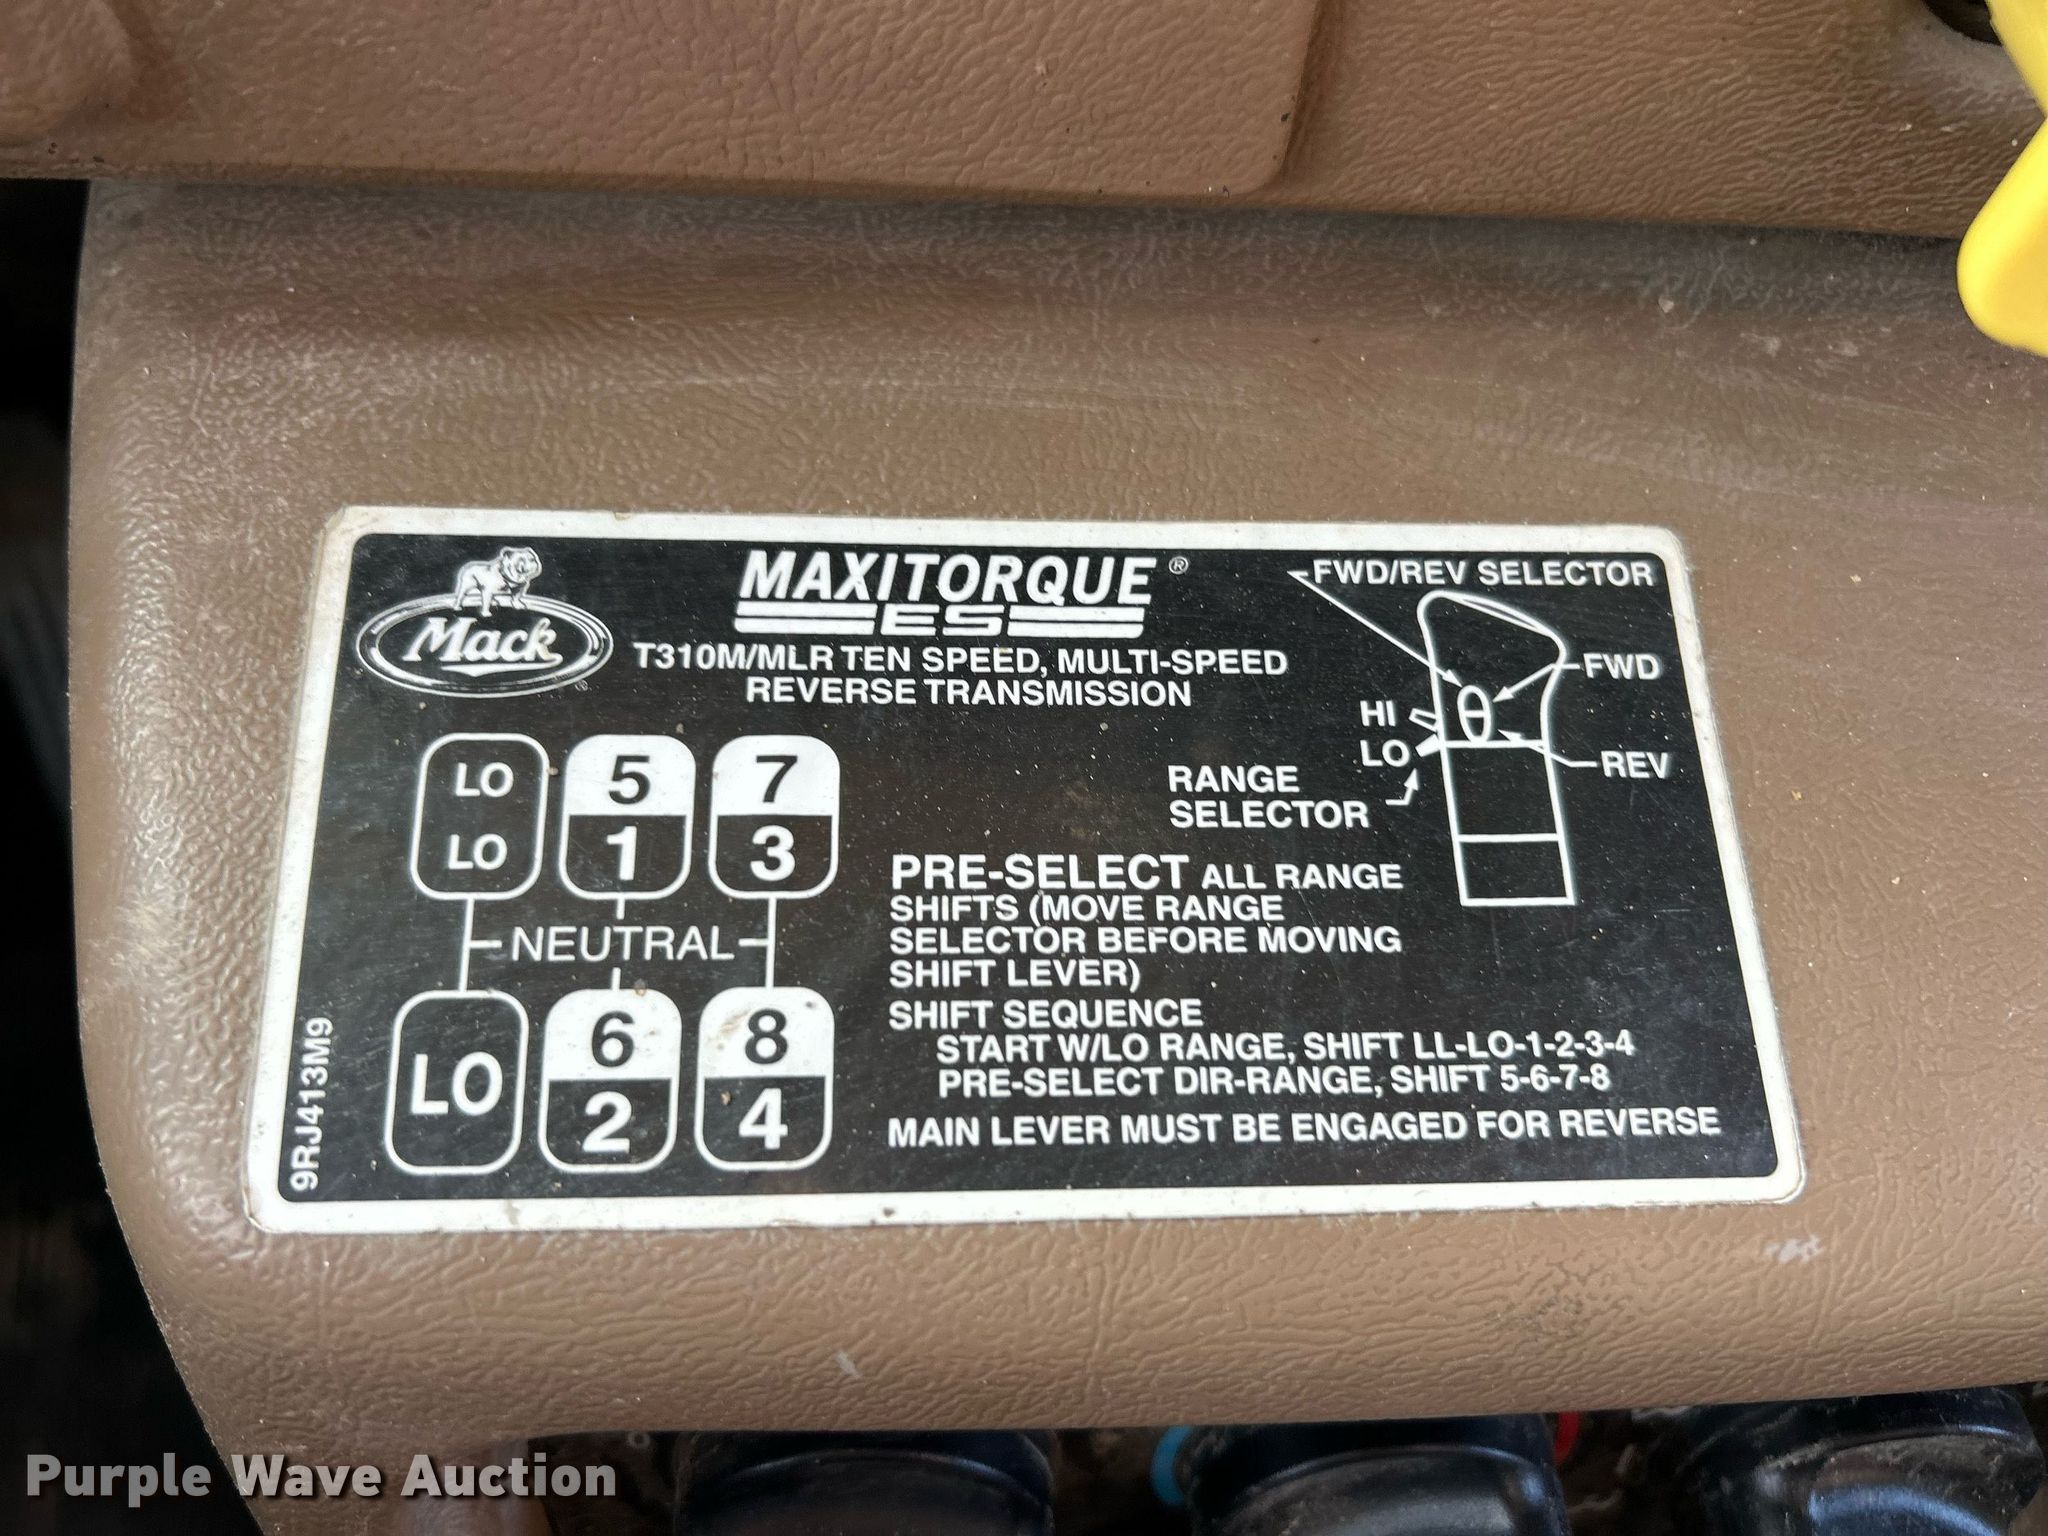 Mack
MAXITORQUE®
ES
T310M/MLR TEN SPEED, MULTI-SPEED
REVERSE TRANSMISSION
FWD/REV SELECTOR
FWD
HI
LO
REV
RANGE
SELECTOR
LO
LO
5
1
7
3
NEUTRAL
LO
6
2
8
4
PRE-SELECT ALL RANGE
SHIFTS (MOVE RANGE
SELECTOR BEFORE MOVING
SHIFT LEVER)
SHIFT SEQUENCE
START W/LO RANGE, SHIFT LL-LO-1-2-3-4
PRE-SELECT DIR-RANGE, SHIFT 5-6-7-8
MAIN LEVER MUST BE ENGAGED FOR REVERSE
9RJ413M9
Purple Wave Auction